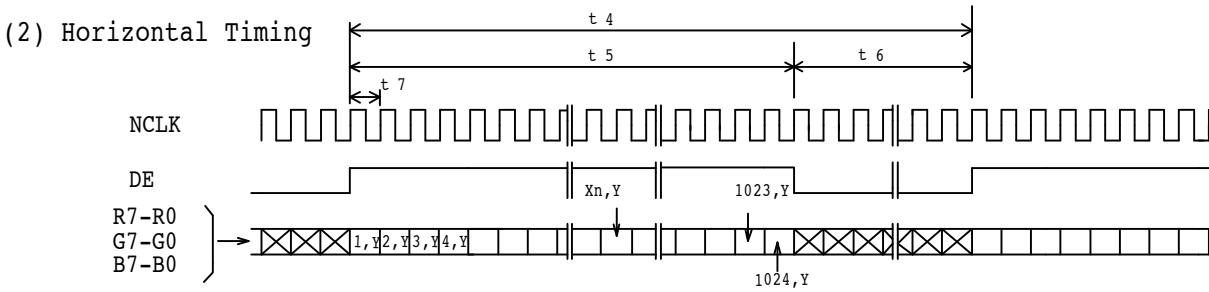 (2) Horizontal Timing
t 4
t 5
t 6
t 7
NCLK
DE
Xn,Y
1023,Y
R7-R0
G7-G0
B7-B0
1,Y 2,Y 3,Y 4,Y
1024,Y